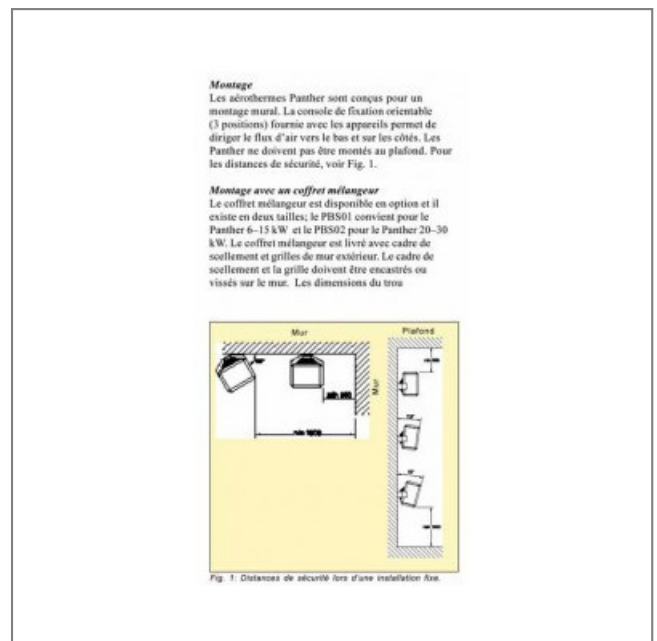 Montage
Les aérothermes Panther sont conçus pour un
montage mural. La console de fixation orientable
(3 positions) fournie avec les appareils permet de
diriger le flux d'air vers le bas et sur les côtés. Les
Panther ne doivent pas être montés au plafond. Pour
les distances de sécurité, voir Fig. 1.
Montage avec un coffret mélangeur
Le coffret mélangeur est disponible en option et il
existe en deux tailles; le PBS01 convient pour le
Panther 6–15 kW et le PBS02 pour le Panther 20–30
kW. Le coffret mélangeur est livré avec cadre de
scellement et grilles de mur extérieur. Le cadre de
scellement et la grille doivent être encastrés ou
vissés sur le mur. Les dimensions du trou
Mur
Plafond
Mur
Fig. 1: Distances de sécurité lors d'une installation fixe.